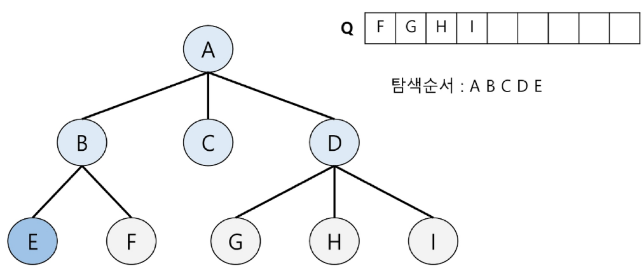 Q F G H I
A
탐색순서 : A B C D E
B C D
E F G H I